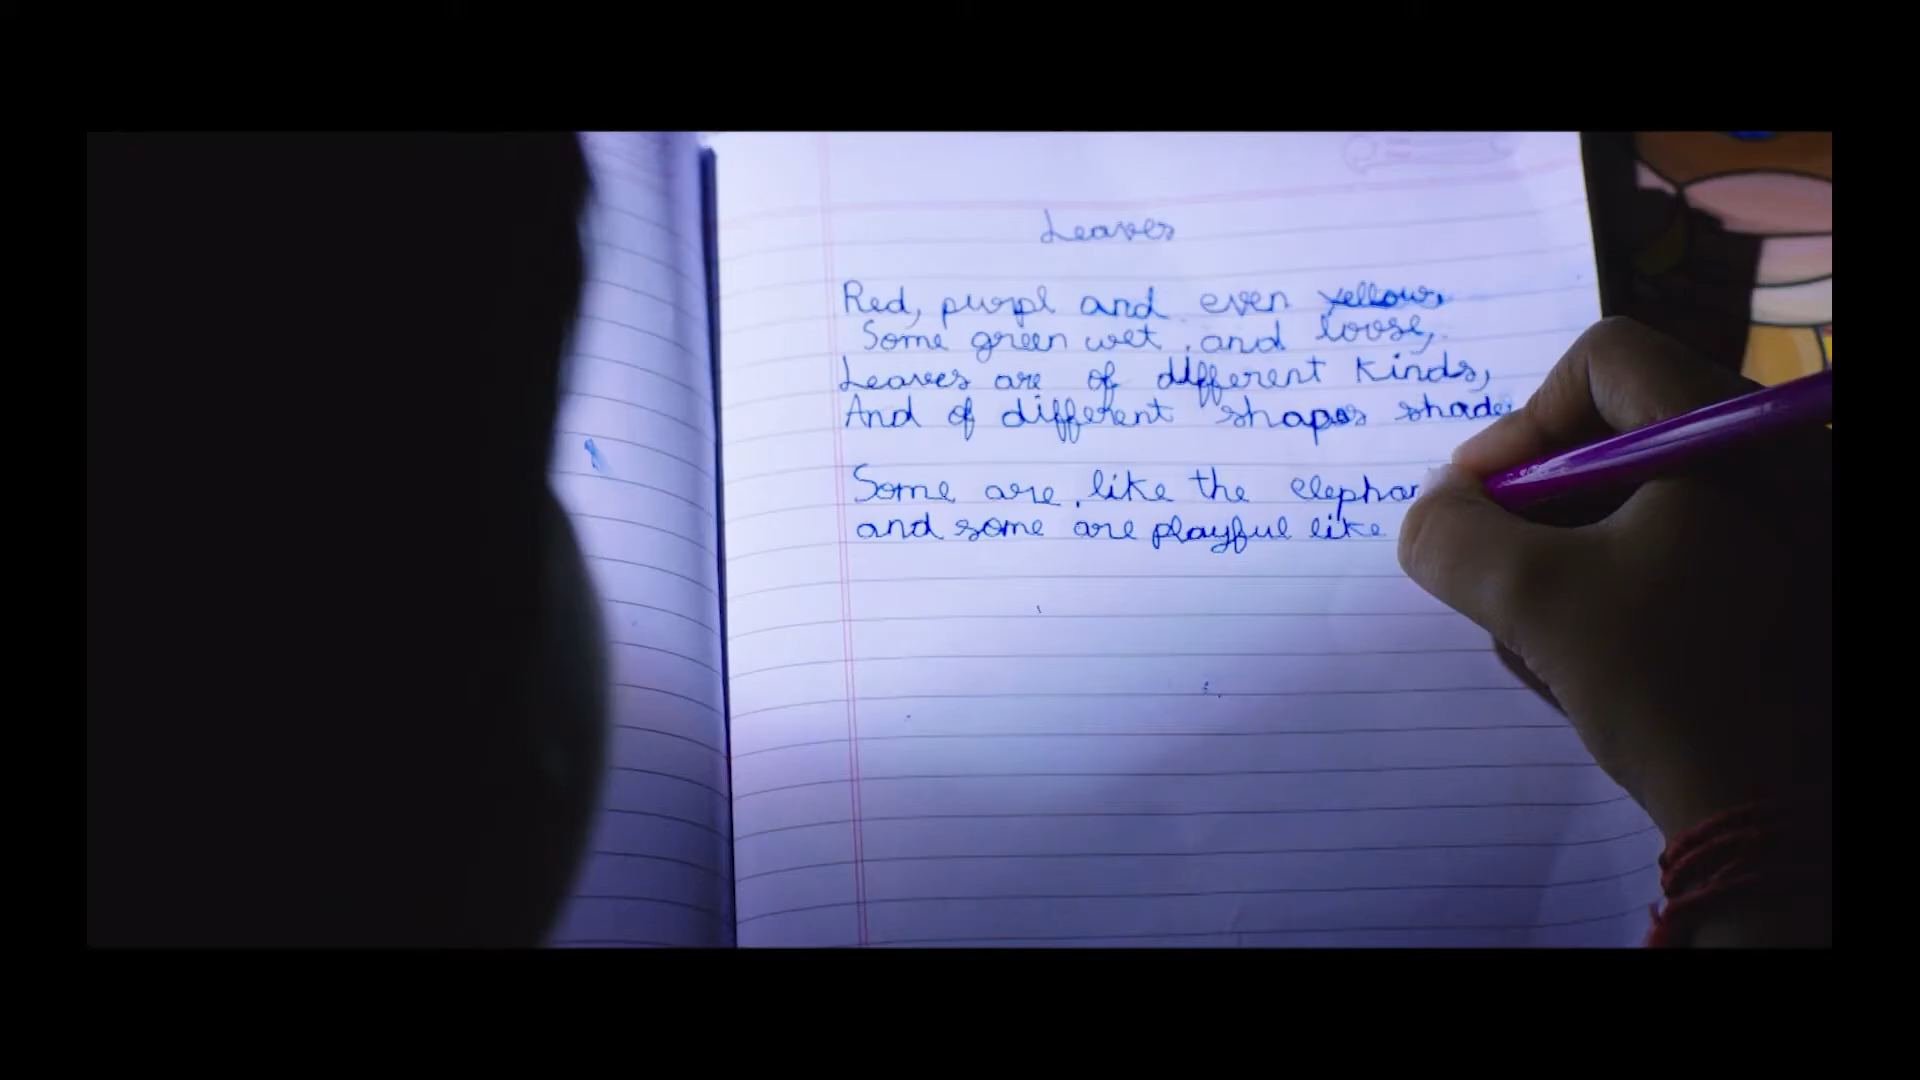 Leaves
Red, purpl and even yellow,
Some green wet, and loose,
Leaves are of different kinds,
And of different shapes shades
Some are like the
and some are playful like